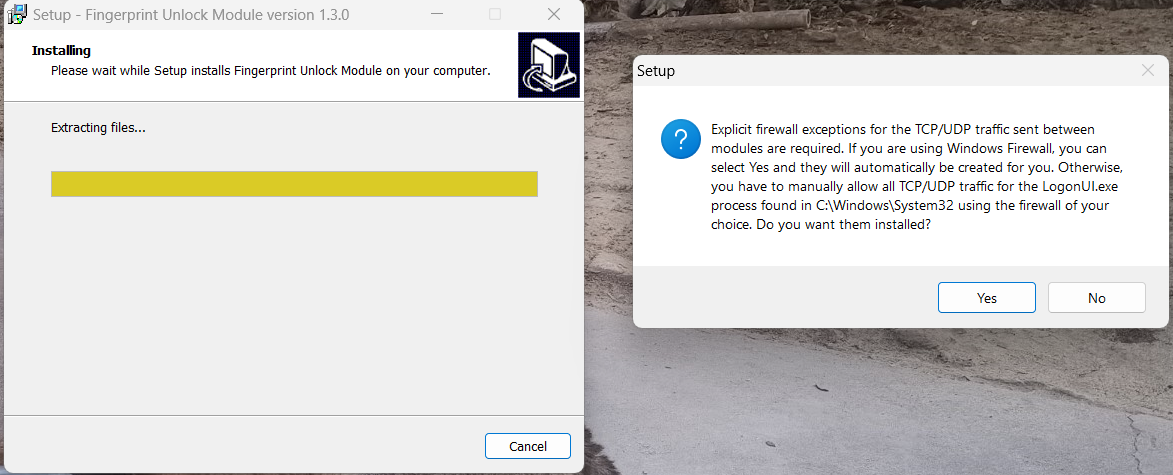 Setup - Fingerprint Unlock Module version 1.3.0
Installing
Please wait while Setup installs Fingerprint Unlock Module on your computer.
Extracting files...
Cancel
Setup
Explicit firewall exceptions for the TCP/UDP traffic sent between
modules are required. If you are using Windows Firewall, you can
select Yes and they will automatically be created for you. Otherwise,
you have to manually allow all TCP/UDP traffic for the LogonUI.exe
process found in C:\Windows\System32 using the firewall of your
choice. Do you want them installed?
Yes
No